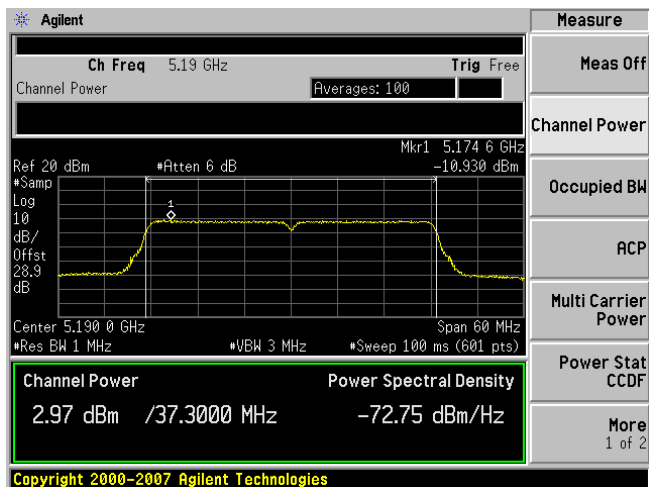 Agilent
Measure
Ch Freq 5.19 GHz Trig Free
Meas Off
Channel Power Averages: 100
Channel Power
Mkr1 5.174 6 GHz
Ref 20 dBm #Atten 6 dB -10.930 dBm
#Samp
Log
10
dB/
Offst
28.9
dB
1
Occupied BW
ACP
Multi Carrier
Power
Center 5.190 0 GHz Span 60 MHz
#Res BW 1 MHz #VBW 3 MHz #Sweep 100 ms (601 pts)
Power Stat
CCDF
Channel Power Power Spectral Density
2.97 dBm /37.3000 MHz -72.75 dBm/Hz
More
1 of 2
Copyright 2000-2007 Agilent Technologies